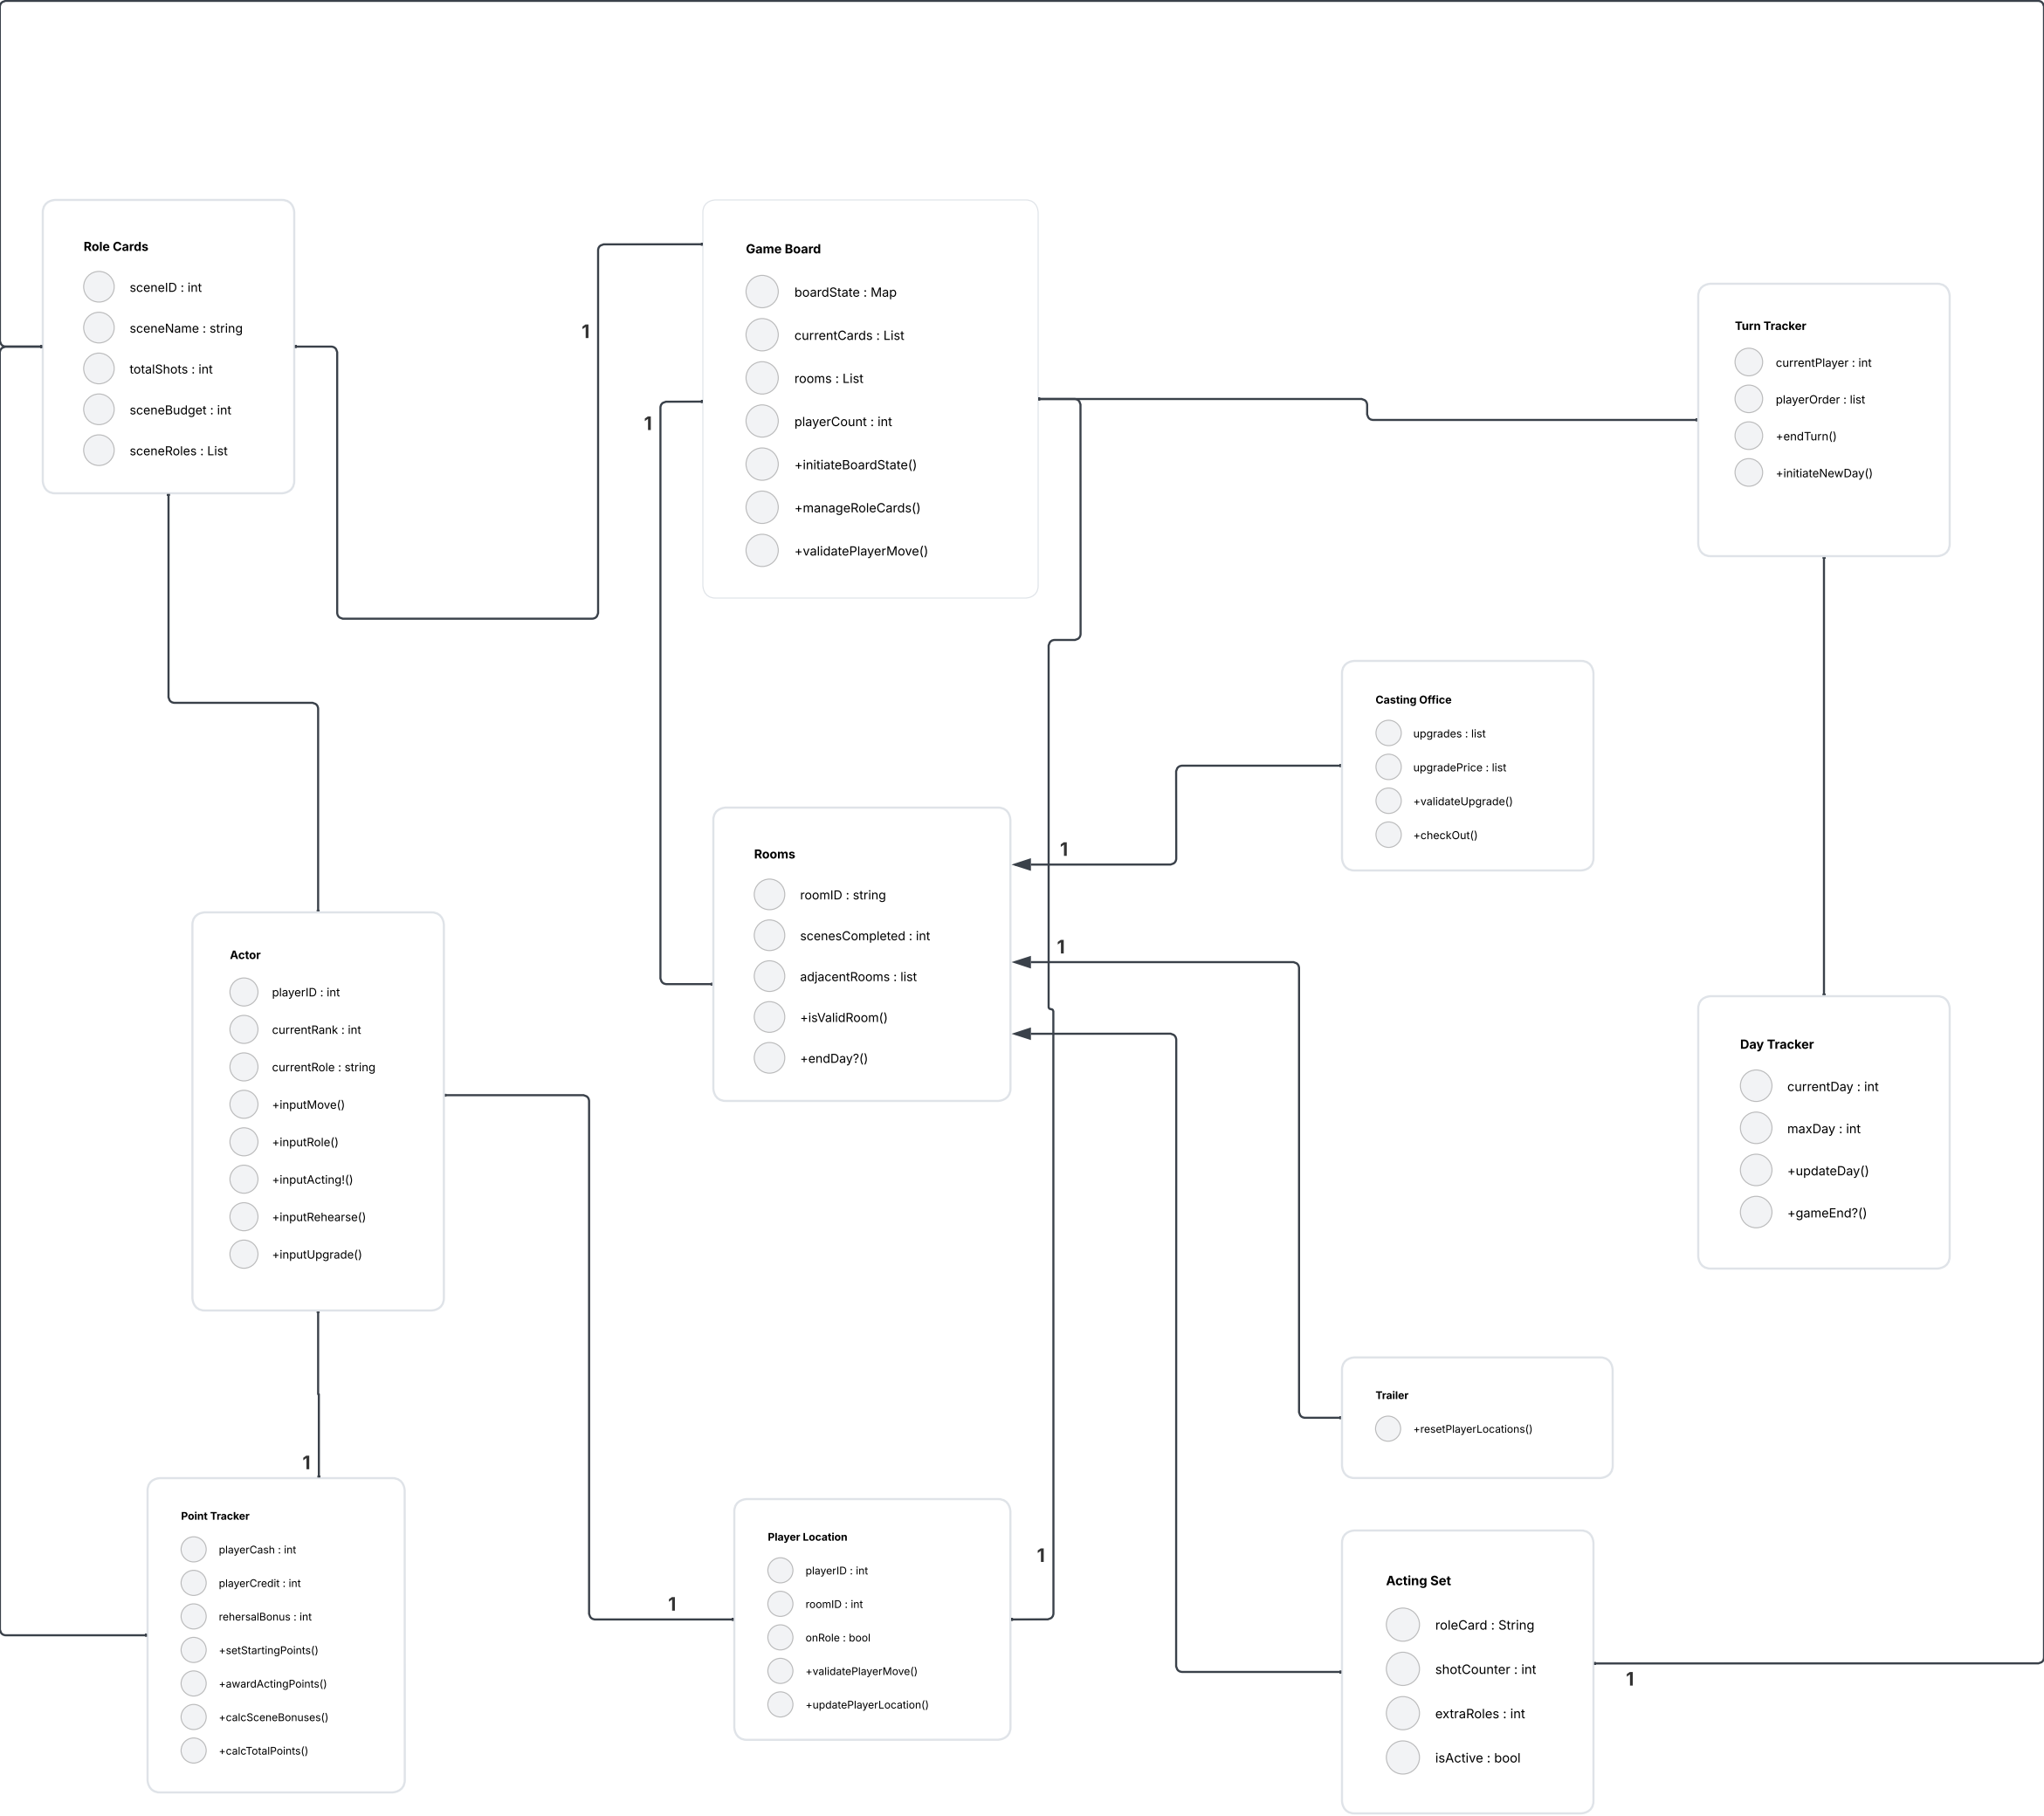 Role Cards
sceneID : int
sceneName : string
totalShots : int
sceneBudget : int
sceneRoles : List
1
Game Board
boardState : Map
currentCards : List
rooms : List
playerCount : int
+initiateBoardState()
+manageRoleCards()
+validatePlayerMove()
1
Turn Tracker
currentPlayer : int
playerOrder : list
+endTurn()
+initiateNewDay()
Casting Office
upgrades : list
upgradePrice : list
+validateUpgrade()
+checkOut()
1
Rooms
roomID : string
scenesCompleted : int
adjacentRooms : list
+isValidRoom()
+endDay?()
1
Actor
playerID : int
currentRank : int
currentRole : string
+inputMove()
+inputRole()
+inputActing!()
+inputRehearse()
+inputUpgrade()
Day Tracker
currentDay : int
maxDay : int
+updateDay()
+gameEnd?()
Trailer
+resetPlayerLocations()
1
Point Tracker
playerCash : int
playerCredit : int
rehersalBonus : int
+setStartingPoints()
+awardActingPoints()
+calcSceneBonuses()
+calcTotalPoints()
1
Player Location
playerID : int
roomID : int
onRole : bool
+validatePlayerMove()
+updatePlayerLocation()
1
Acting Set
roleCard : String
shotCounter : int
extraRoles : int
isActive : bool
1